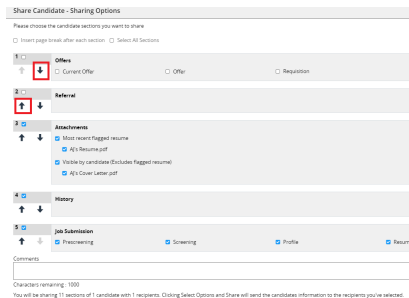 Share Candidate - Sharing Options
Please choose the candidate sections you want to share
Insert page break after each section Select All Sections
1
Offers
Current Offer Offer Requisition
2
Referral
3
Attachments
Most recent flagged resume
AJ's Resume.pdf
Visible by candidate (Excludes flagged resume)
AJ's Cover Letter.pdf
4
History
5
Job Submission
Prescreening Screening Profile Resum
Comments
Characters remaining : 1000
You will be sharing 11 sections of 1 candidate with 1 recipients. Clicking Select Options and Share will send the candidates information to the recipients you've selected.